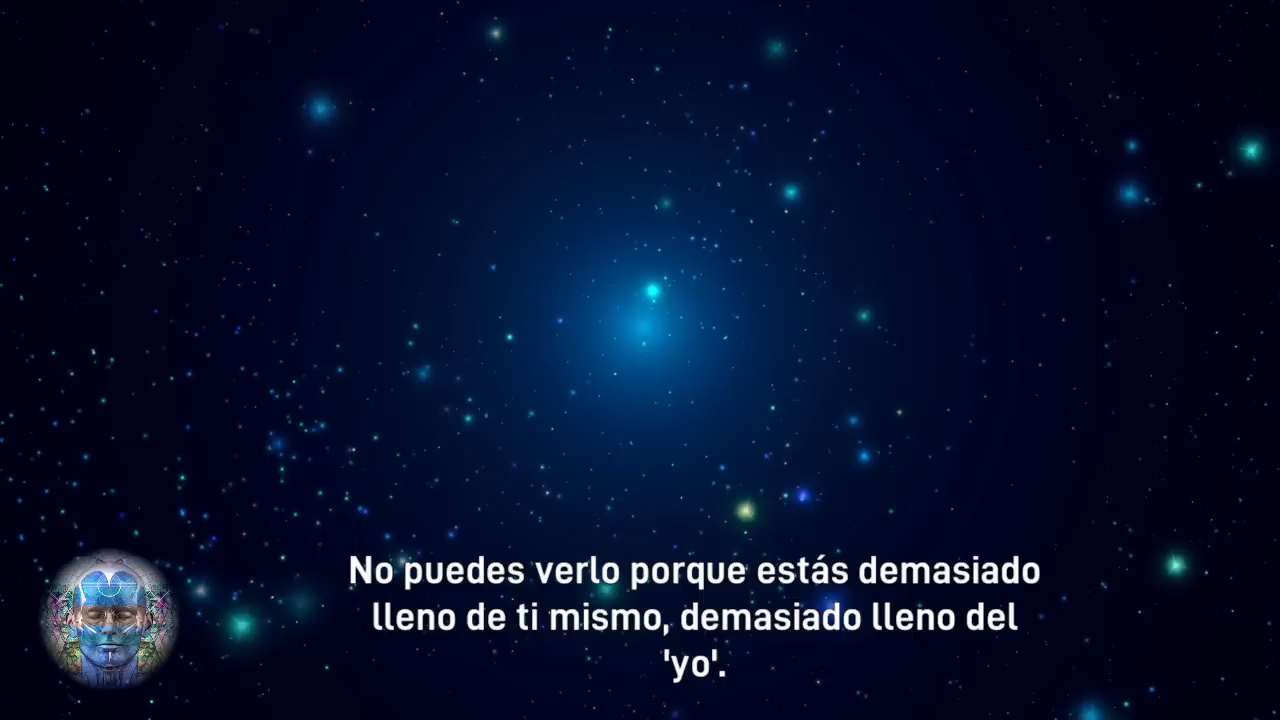 No puedes verlo porque estás demasiado
lleno de ti mismo, demasiado lleno del
'yo'.